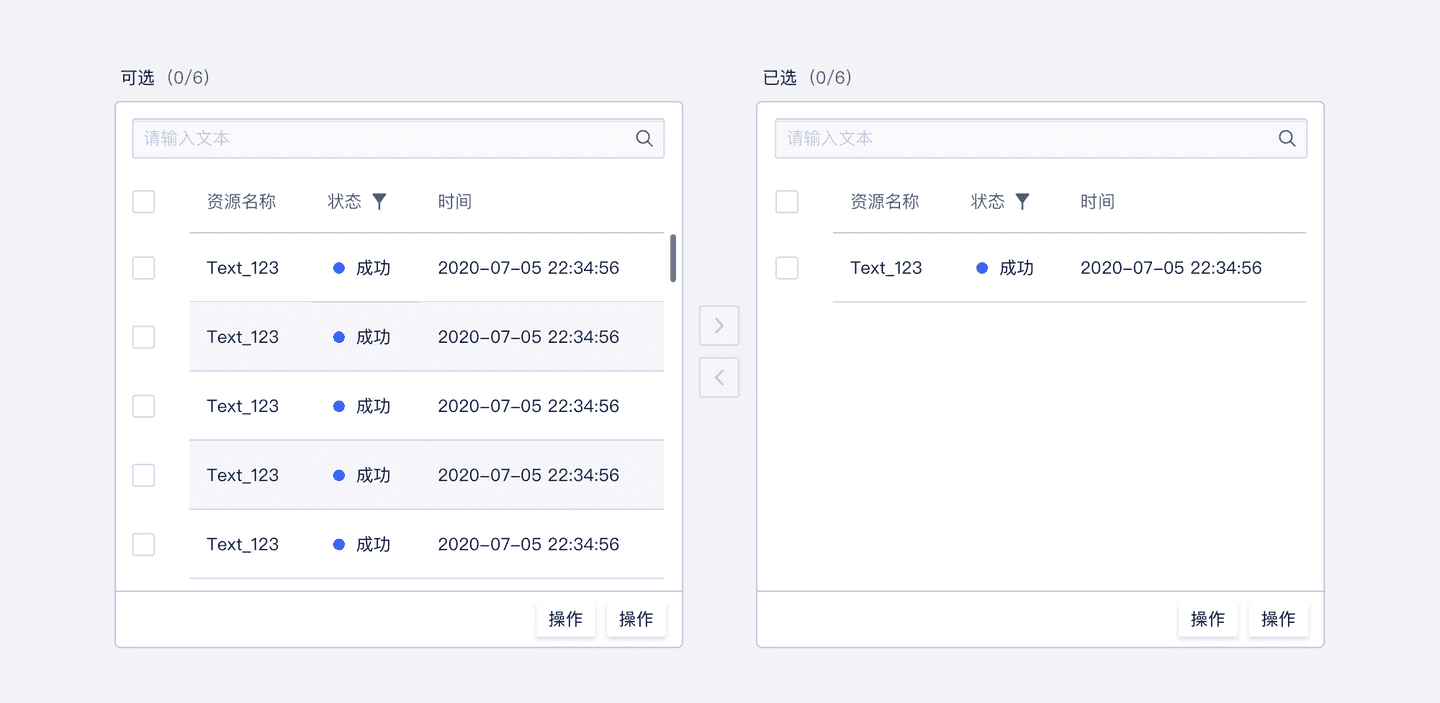 可选（0/6）
请输入文本
资源名称 状态 时间
Text_123 成功 2020-07-05 22:34:56
Text_123 成功 2020-07-05 22:34:56
Text_123 成功 2020-07-05 22:34:56
Text_123 成功 2020-07-05 22:34:56
Text_123 成功 2020-07-05 22:34:56
操作 操作
已选（0/6）
请输入文本
资源名称 状态 时间
Text_123 成功 2020-07-05 22:34:56
操作 操作